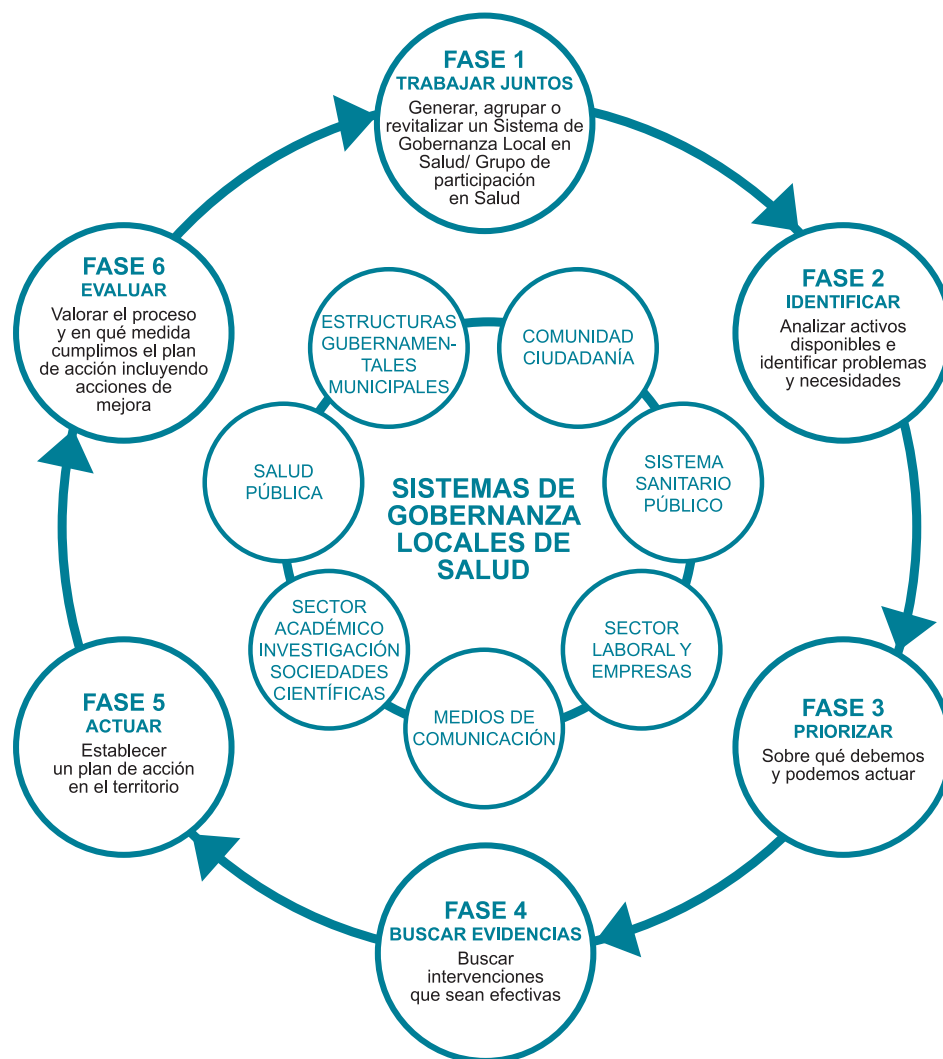 FASE 1
TRABAJAR JUNTOS
Generar, agrupar o
revitalizar un Sistema de
Gobernanza Local en
Salud/ Grupo de
participación
en Salud
FASE 2
IDENTIFICAR
Analizar activos
disponibles e
identificar problemas
y necesidades
FASE 3
PRIORIZAR
Sobre qué debemos
y podemos actuar
FASE 4
BUSCAR EVIDENCIAS
Buscar
intervenciones
que sean efectivas
FASE 5
ACTUAR
Establecer
un plan de acción
en el territorio
FASE 6
EVALUAR
Valorar el proceso
y en qué medida
cumplimos el plan
de acción incluyendo
acciones de
mejora
ESTRUCTURAS
GUBERNAMEN-
TALES
MUNICIPALES
COMUNIDAD
CIUDADANÍA
SISTEMA
SANITARIO
PÚBLICO
SECTOR
LABORAL Y
EMPRESAS
MEDIOS DE
COMUNICACIÓN
SECTOR
ACADÉMICO
INVESTIGACIÓN
SOCIEDADES
CIENTÍFICAS
SALUD
PÚBLICA
SISTEMAS DE
GOBERNANZA
LOCALES DE
SALUD